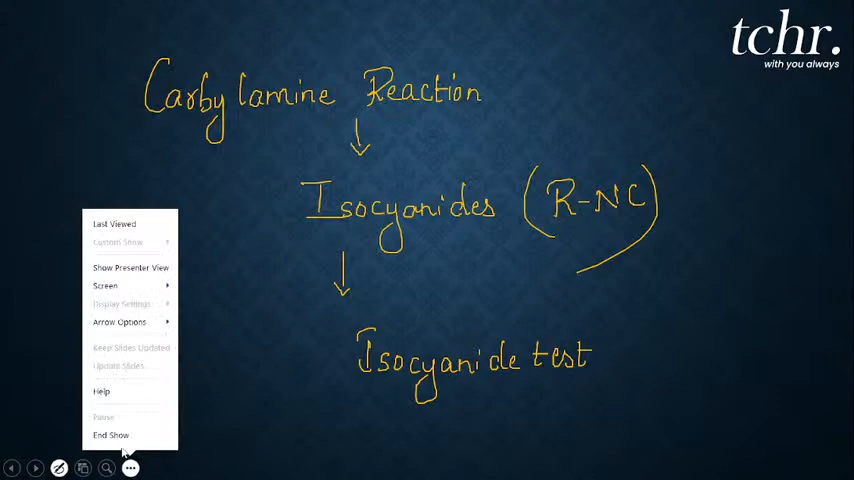 tchr.
with you always
Carbylamine Reaction
Isocyanides (R-NC)
Isocyanide test
Last Viewed
Custom Show
Show Presenter View
Screen
Display Settings
Arrow Options
Keep Slides Updated
Update Slides
Help
Pause
End Show